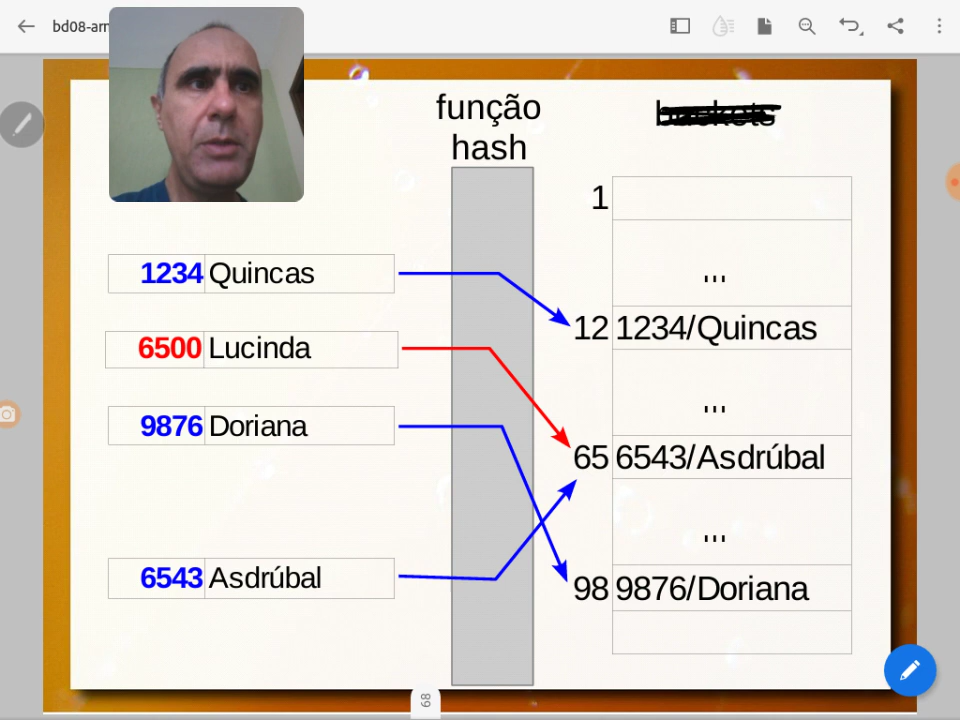 bd08-arr
função
hash
1
...
1234 Quincas
12 1234/Quincas
6500 Lucinda
...
9876 Doriana
65 6543/Asdrúbal
...
6543 Asdrúbal
98 9876/Doriana
68